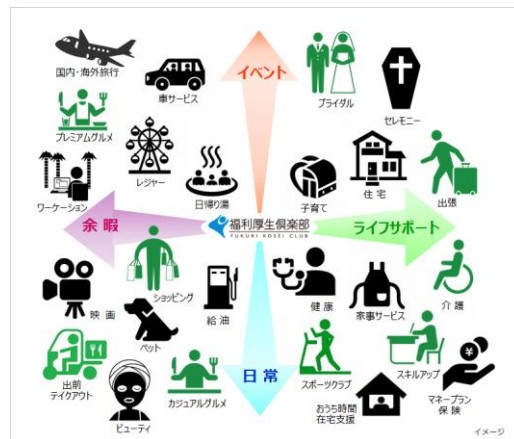 イベント
国内・海外旅行
車サービス
ブライダル
セレモニー
プレミアムグルメ
レジャー
日帰り湯
子育て
住宅
出張
ワーケーション
余暇
福利厚生倶楽部
FUKURI KOSEI CLUB
ライフサポート
映画
ショッピング
給油
健康
家事サービス
介護
ペット
出前
テイクアウト
ビューティ
カジュアルグルメ
日常
スポーツクラブ
おうち時間
在宅支援
スキルアップ
マネープラン
保険
イメージ